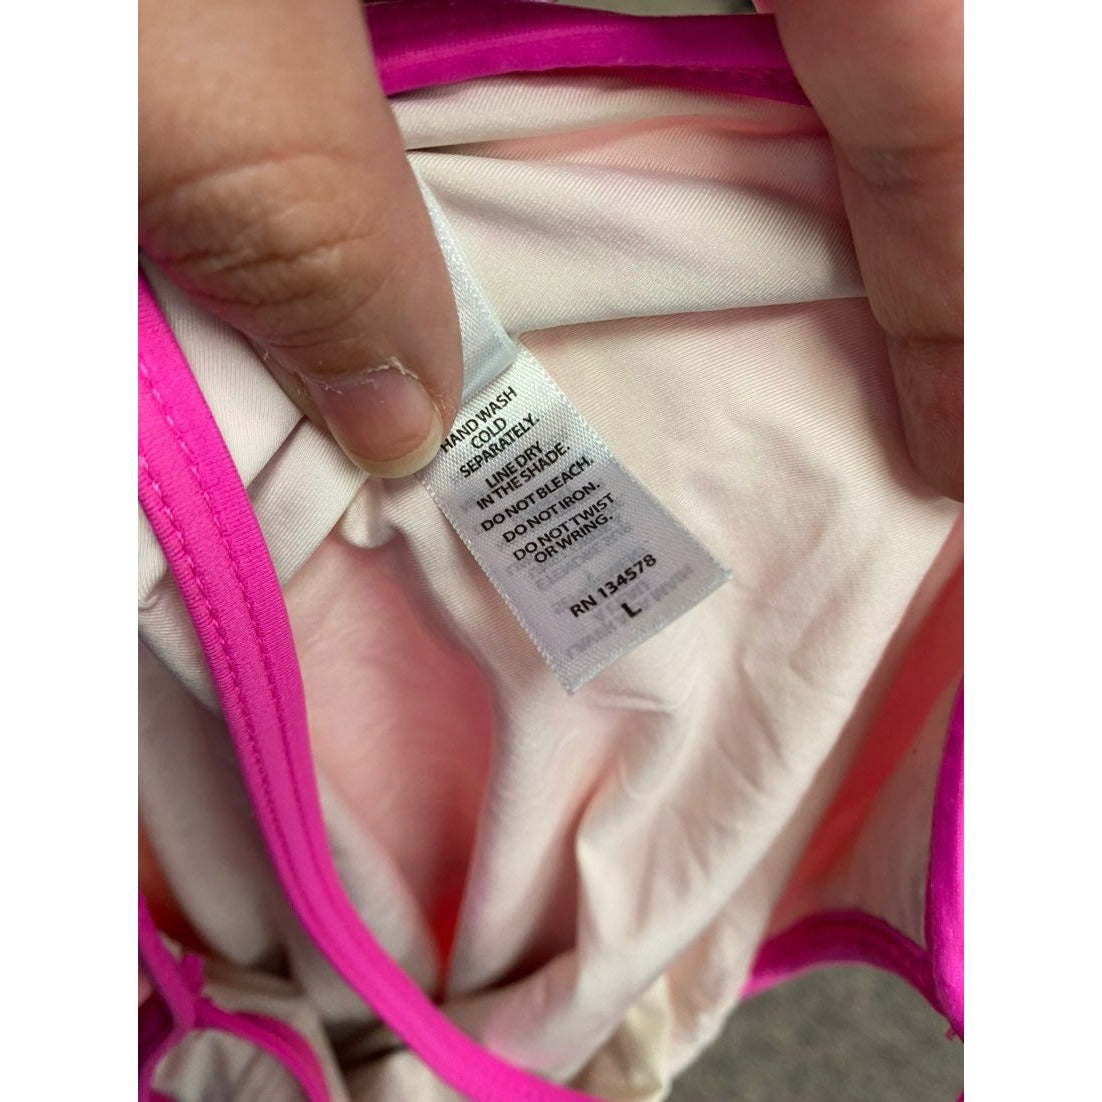 HAND WASH
COLD
SEPARATELY.
LINE DRY
IN THE SHADE.
DO NOT BLEACH.
DO NOT IRON.
DO NOT TWIST
OR WRING.
RN 134578
L